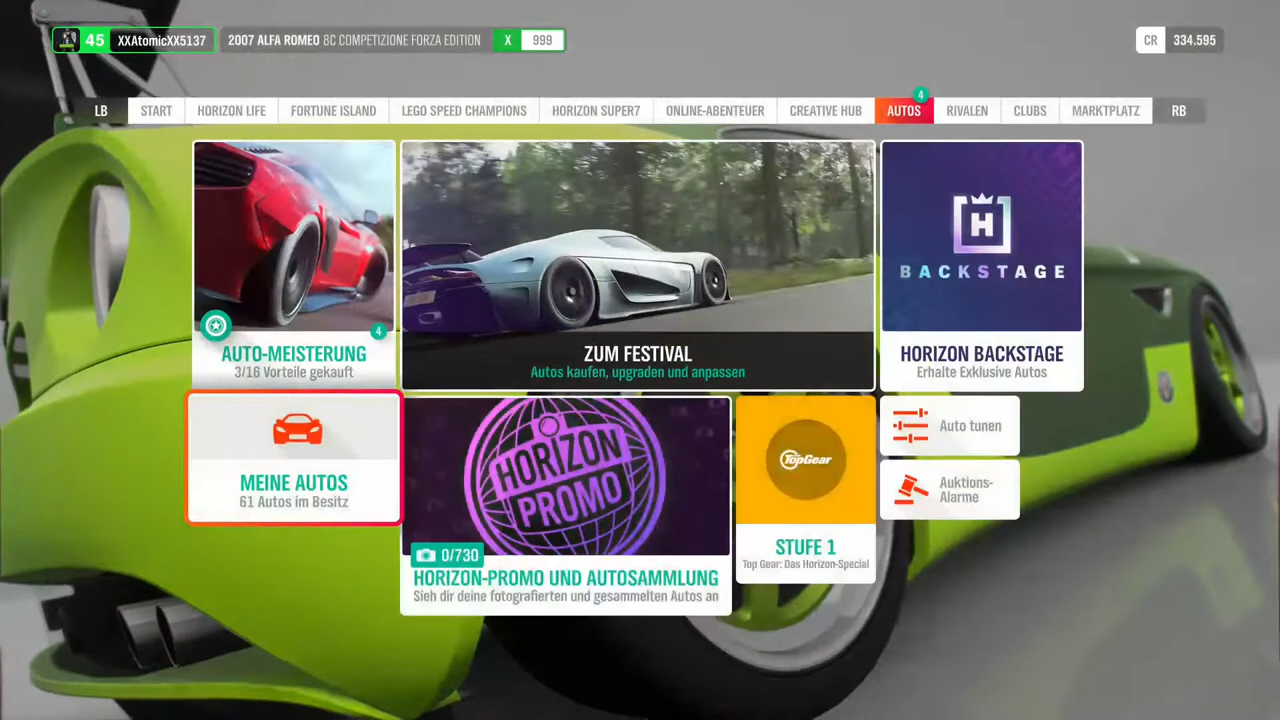 45 XXAtomicXX5137
2007 ALFA ROMEO 8C COMPETIZIONE FORZA EDITION X 999
CR 334.595
4
LB START HORIZON LIFE FORTUNE ISLAND LEGO SPEED CHAMPIONS HORIZON SUPER7 ONLINE-ABENTEUER CREATIVE HUB AUTOS RIVALEN CLUBS MARKTPLATZ RB
4
AUTO-MEISTERUNG
3/16 Vorteile gekauft
ZUM FESTIVAL
Autos kaufen, upgraden und anpassen
H
BACKSTAGE
HORIZON BACKSTAGE
Erhalte Exklusive Autos
MEINE AUTOS
61 Autos im Besitz
HORIZON
PROMO
0/730
HORIZON-PROMO UND AUTOSAMMLUNG
Sieh dir deine fotografierten und gesammelten Autos an
TopGear
STUFE 1
Top Gear: Das Horizon-Special
Auto tunen
Auktions-
Alarme